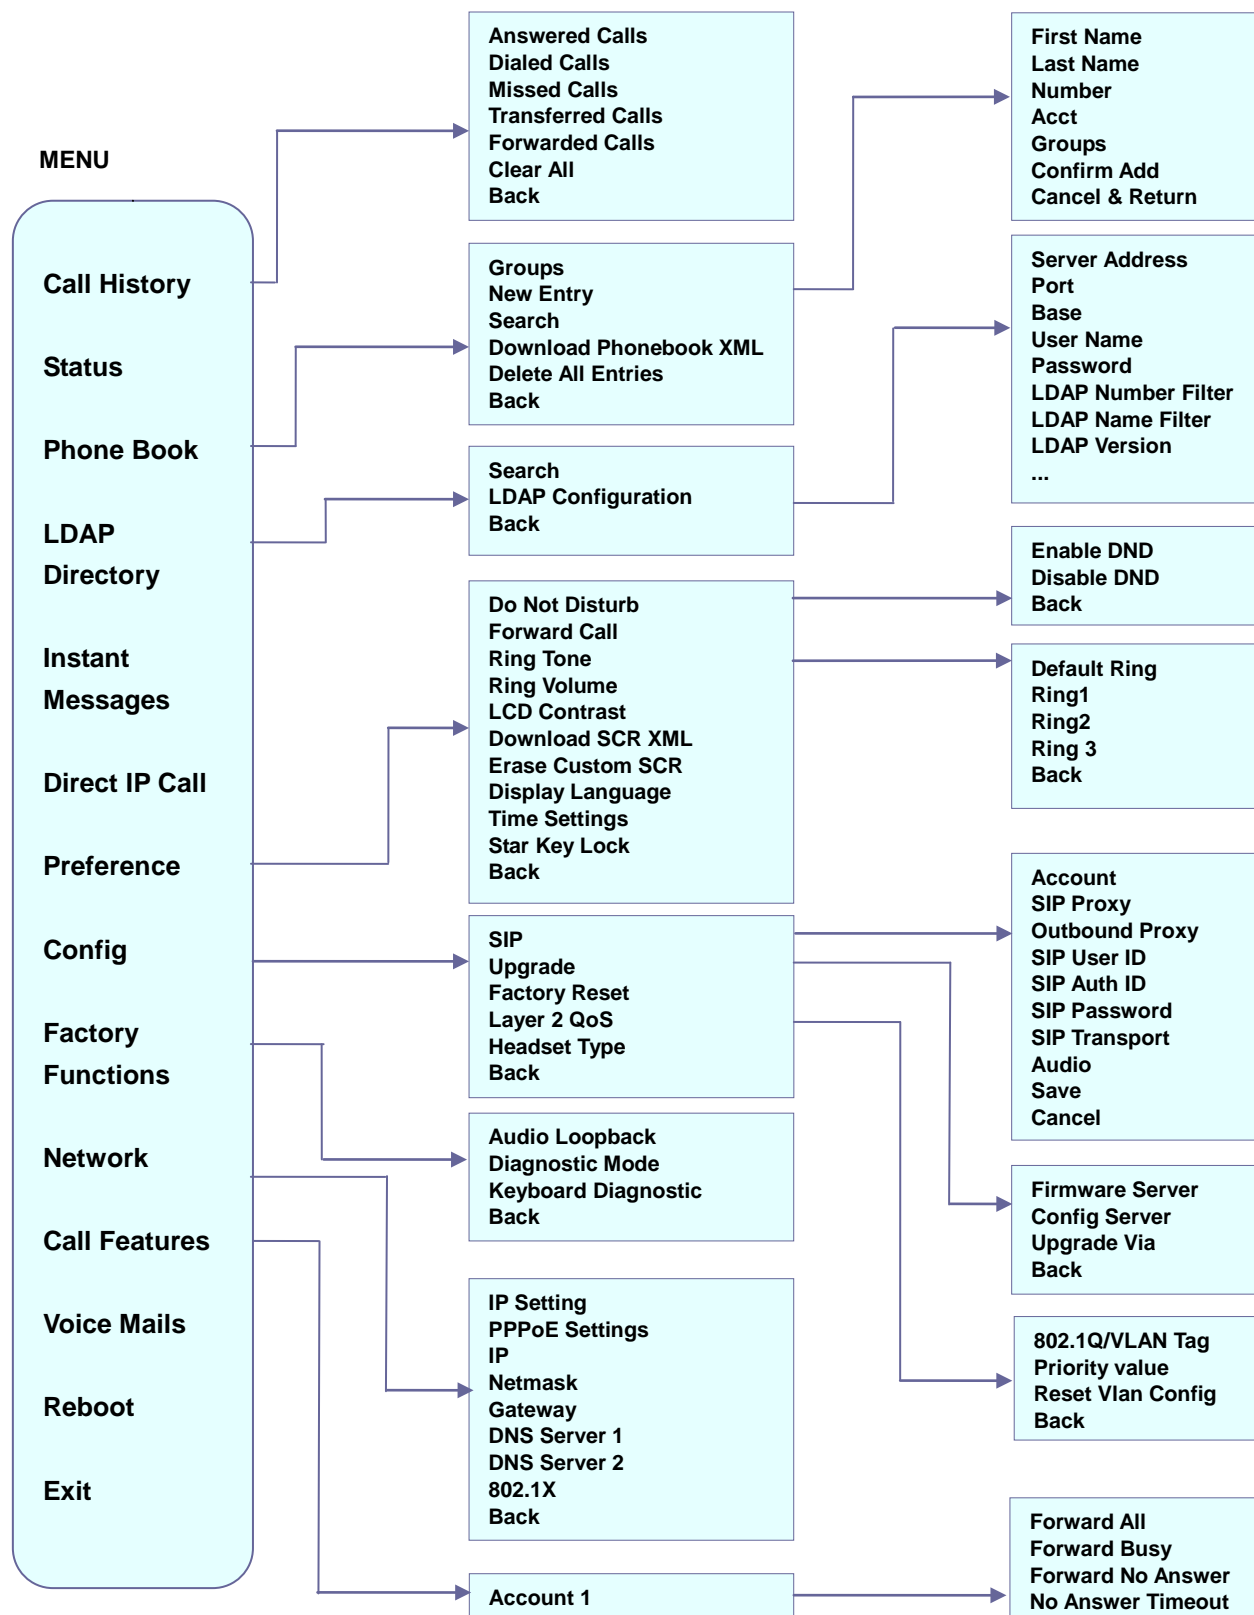 MENU
Call History
Status
Phone Book
LDAP
Directory
Instant
Messages
Direct IP Call
Preference
Config
Factory
Functions
Network
Call Features
Voice Mails
Reboot
Exit
Answered Calls
Dialed Calls
Missed Calls
Transferred Calls
Forwarded Calls
Clear All
Back
Groups
New Entry
Search
Download Phonebook XML
Delete All Entries
Back
Search
LDAP Configuration
Back
Do Not Disturb
Forward Call
Ring Tone
Ring Volume
LCD Contrast
Download SCR XML
Erase Custom SCR
Display Language
Time Settings
Star Key Lock
Back
SIP
Upgrade
Factory Reset
Layer 2 QoS
Headset Type
Back
Audio Loopback
Diagnostic Mode
Keyboard Diagnostic
Back
IP Setting
PPPoE Settings
IP
Netmask
Gateway
DNS Server 1
DNS Server 2
802.1X
Back
Account 1
First Name
Last Name
Number
Acct
Groups
Confirm Add
Cancel & Return
Server Address
Port
Base
User Name
Password
LDAP Number Filter
LDAP Name Filter
LDAP Version
...
Enable DND
Disable DND
Back
Default Ring
Ring1
Ring2
Ring 3
Back
Account
SIP Proxy
Outbound Proxy
SIP User ID
SIP Auth ID
SIP Password
SIP Transport
Audio
Save
Cancel
Firmware Server
Config Server
Upgrade Via
Back
802.1Q/VLAN Tag
Priority value
Reset Vlan Config
Back
Forward All
Forward Busy
Forward No Answer
No Answer Timeout